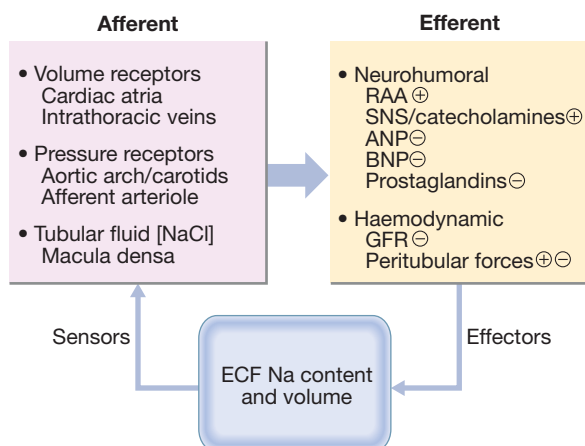 Afferent
• Volume receptors
Cardiac atria
Intrathoracic veins
• Pressure receptors
Aortic arch/carotids
Afferent arteriole
• Tubular fluid [NaCl]
Macula densa
Efferent
• Neurohumoral
RAA ⊕
SNS/catecholamines ⊕
ANP ⊖
BNP ⊖
Prostaglandins ⊖
• Haemodynamic
GFR ⊖
Peritubular forces ⊕ ⊖
Sensors
Effectors
ECF Na content
and volume